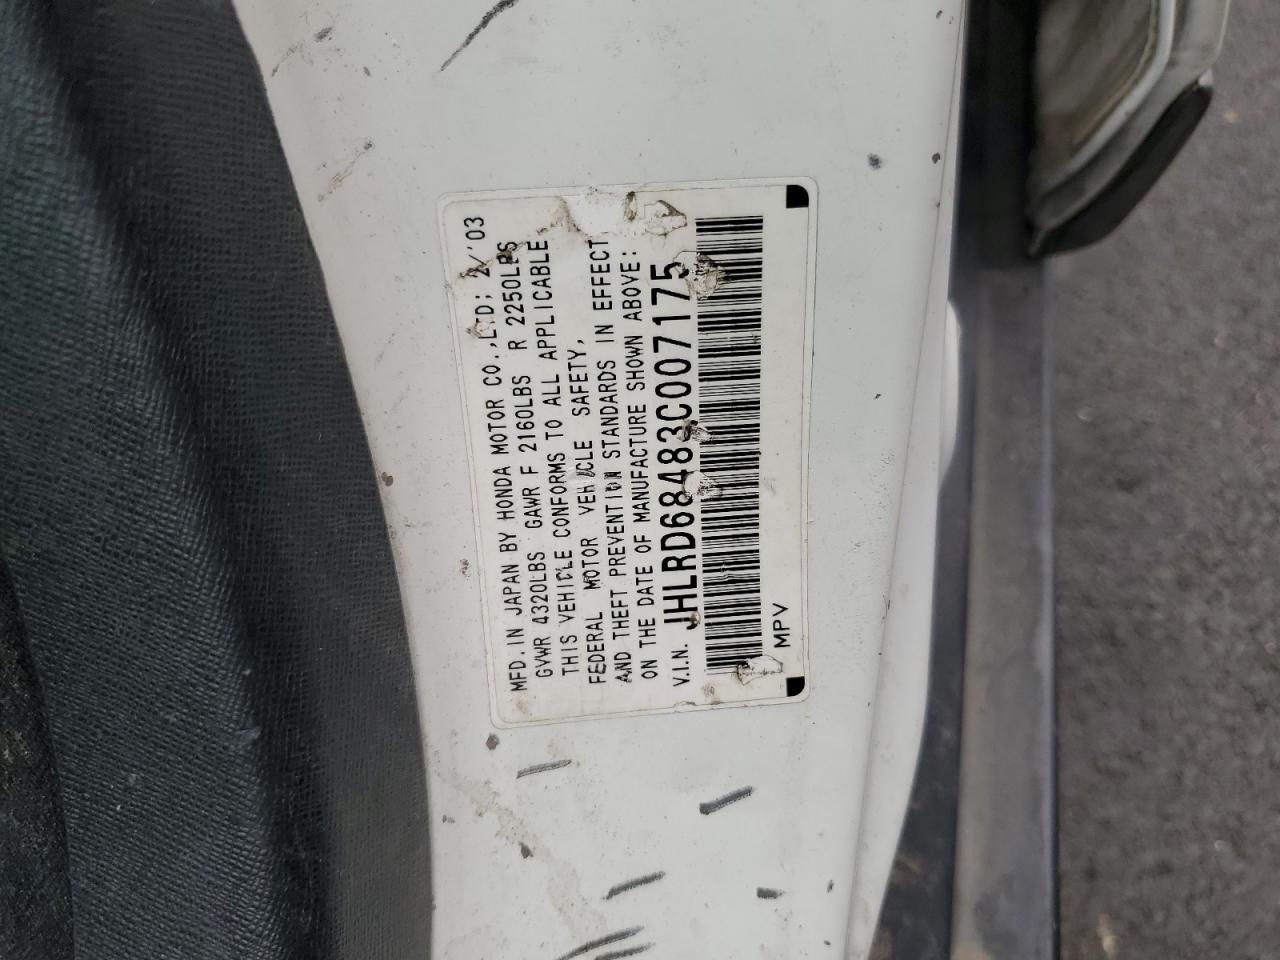 MFD. IN JAPAN BY HONDA MOTOR CO., LTD; 2/'03
GVWR 4320LBS GAWR F 2160LBS R 2250LBS
THIS VEHICLE CONFORMS TO ALL APPLICABLE
FEDERAL MOTOR VEHICLE SAFETY,
AND THEFT PREVENTION STANDARDS IN EFFECT
ON THE DATE OF MANUFACTURE SHOWN ABOVE:
V.I.N. JHLRD68483C007175
MPV